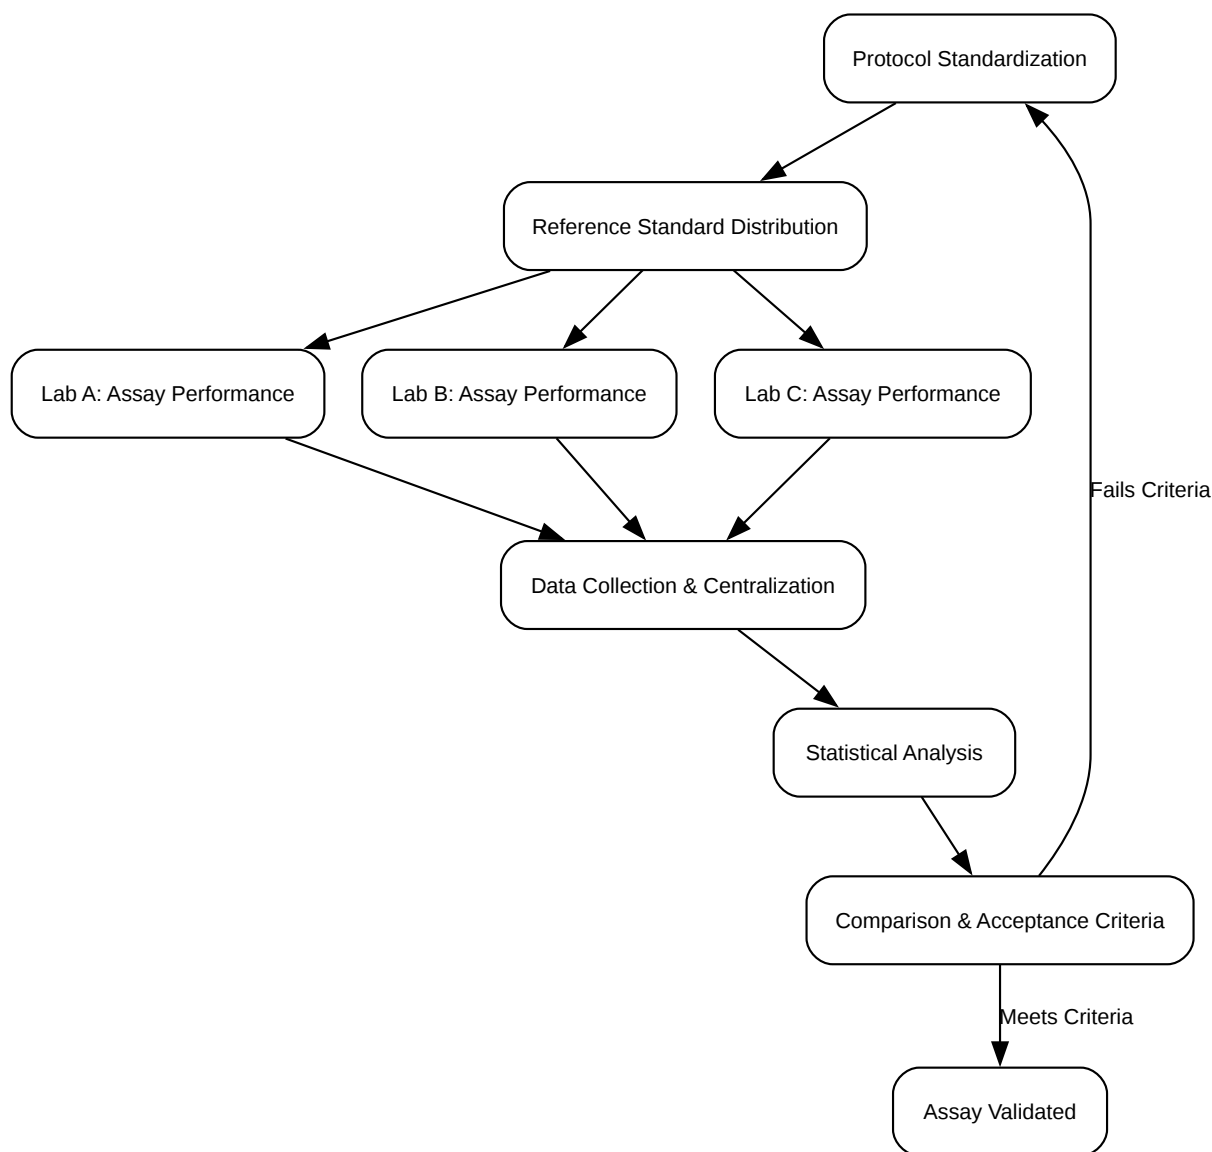 Protocol Standardization
Reference Standard Distribution
Lab A: Assay Performance
Lab B: Assay Performance
Lab C: Assay Performance
Fails Criteria
Data Collection & Centralization
Statistical Analysis
Comparison & Acceptance Criteria
Meets Criteria
Assay Validated